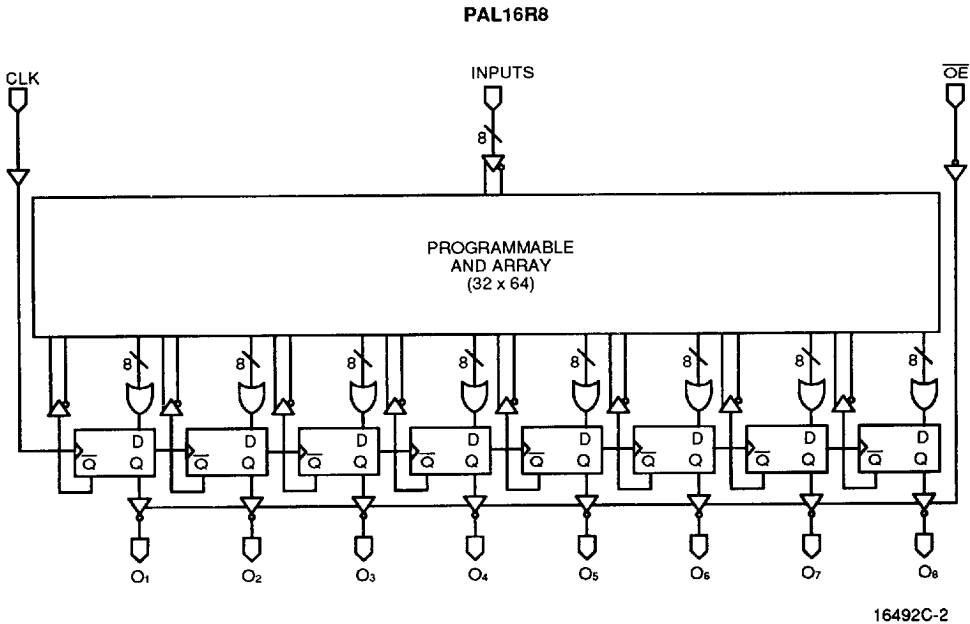 PAL16R8
CLK
INPUTS
O̅E̅
8
PROGRAMMABLE
AND ARRAY
(32 x 64)
8 8 8 8 8 8 8 8
D D D D D D D D
Q̅ Q Q̅ Q Q̅ Q Q̅ Q Q̅ Q Q̅ Q Q̅ Q Q̅ Q
O₁ O₂ O₃ O₄ O₅ O₆ O₇ O₈
16492C-2